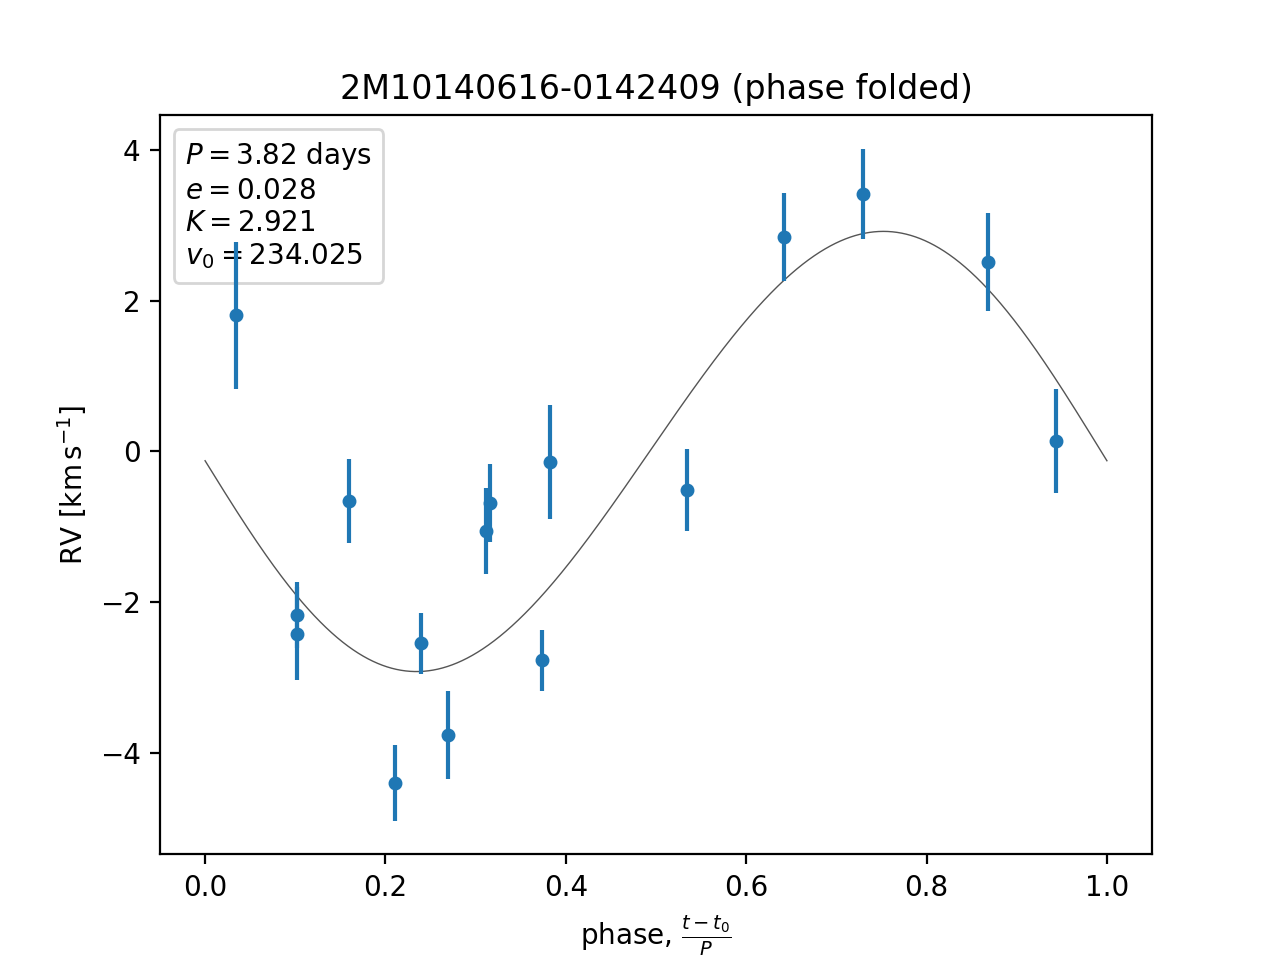 2M10140616-0142409 (phase folded)
P = 3.82 days
e = 0.028
K = 2.921
v₀ = 234.025
4
2
0
−2
−4
RV [km s⁻¹]
0.0 0.2 0.4 0.6 0.8 1.0
phase, (t − t₀)/P